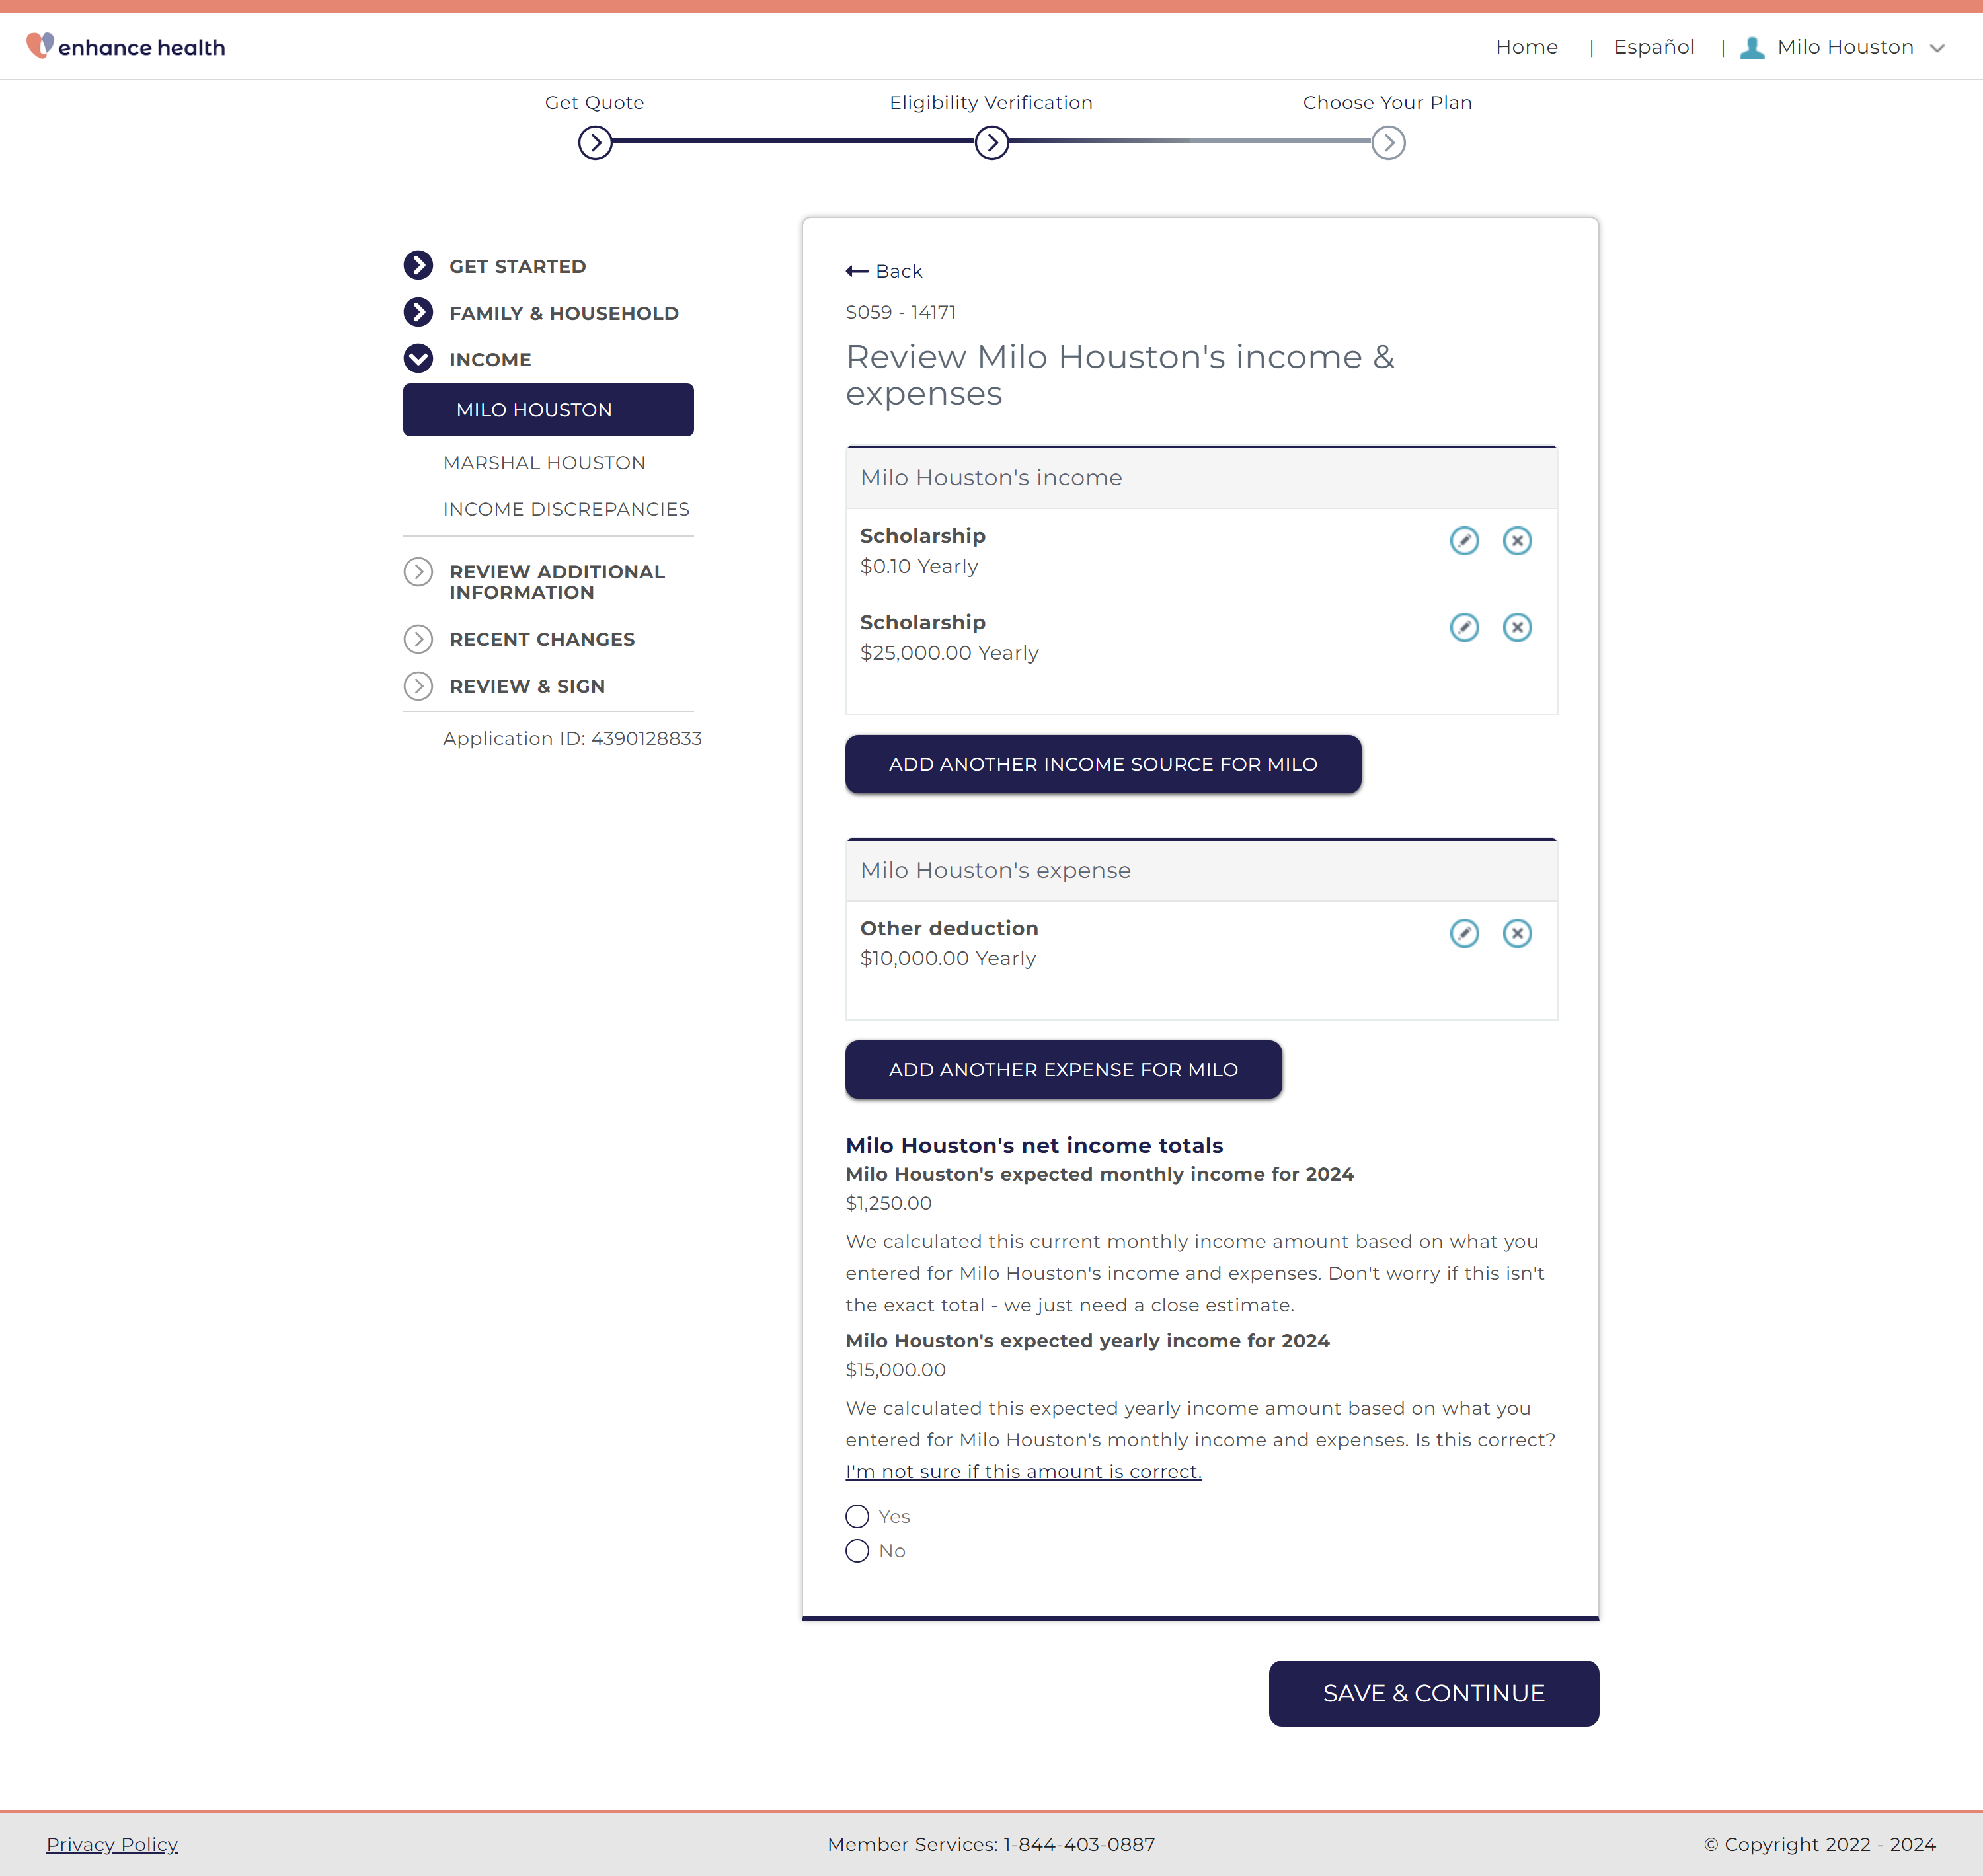 enhance health
Home | Español | Milo Houston
Get Quote
Eligibility Verification
Choose Your Plan
GET STARTED
FAMILY & HOUSEHOLD
INCOME
MILO HOUSTON
MARSHAL HOUSTON
INCOME DISCREPANCIES
REVIEW ADDITIONAL
INFORMATION
RECENT CHANGES
REVIEW & SIGN
Application ID: 4390128833
Back
S059 - 14171
Review Milo Houston's income &
expenses
Milo Houston's income
Scholarship
$0.10 Yearly
Scholarship
$25,000.00 Yearly
ADD ANOTHER INCOME SOURCE FOR MILO
Milo Houston's expense
Other deduction
$10,000.00 Yearly
ADD ANOTHER EXPENSE FOR MILO
Milo Houston's net income totals
Milo Houston's expected monthly income for 2024
$1,250.00
We calculated this current monthly income amount based on what you
entered for Milo Houston's income and expenses. Don't worry if this isn't
the exact total - we just need a close estimate.
Milo Houston's expected yearly income for 2024
$15,000.00
We calculated this expected yearly income amount based on what you
entered for Milo Houston's monthly income and expenses. Is this correct?
I'm not sure if this amount is correct.
Yes
No
SAVE & CONTINUE
Privacy Policy
Member Services: 1-844-403-0887
© Copyright 2022 - 2024